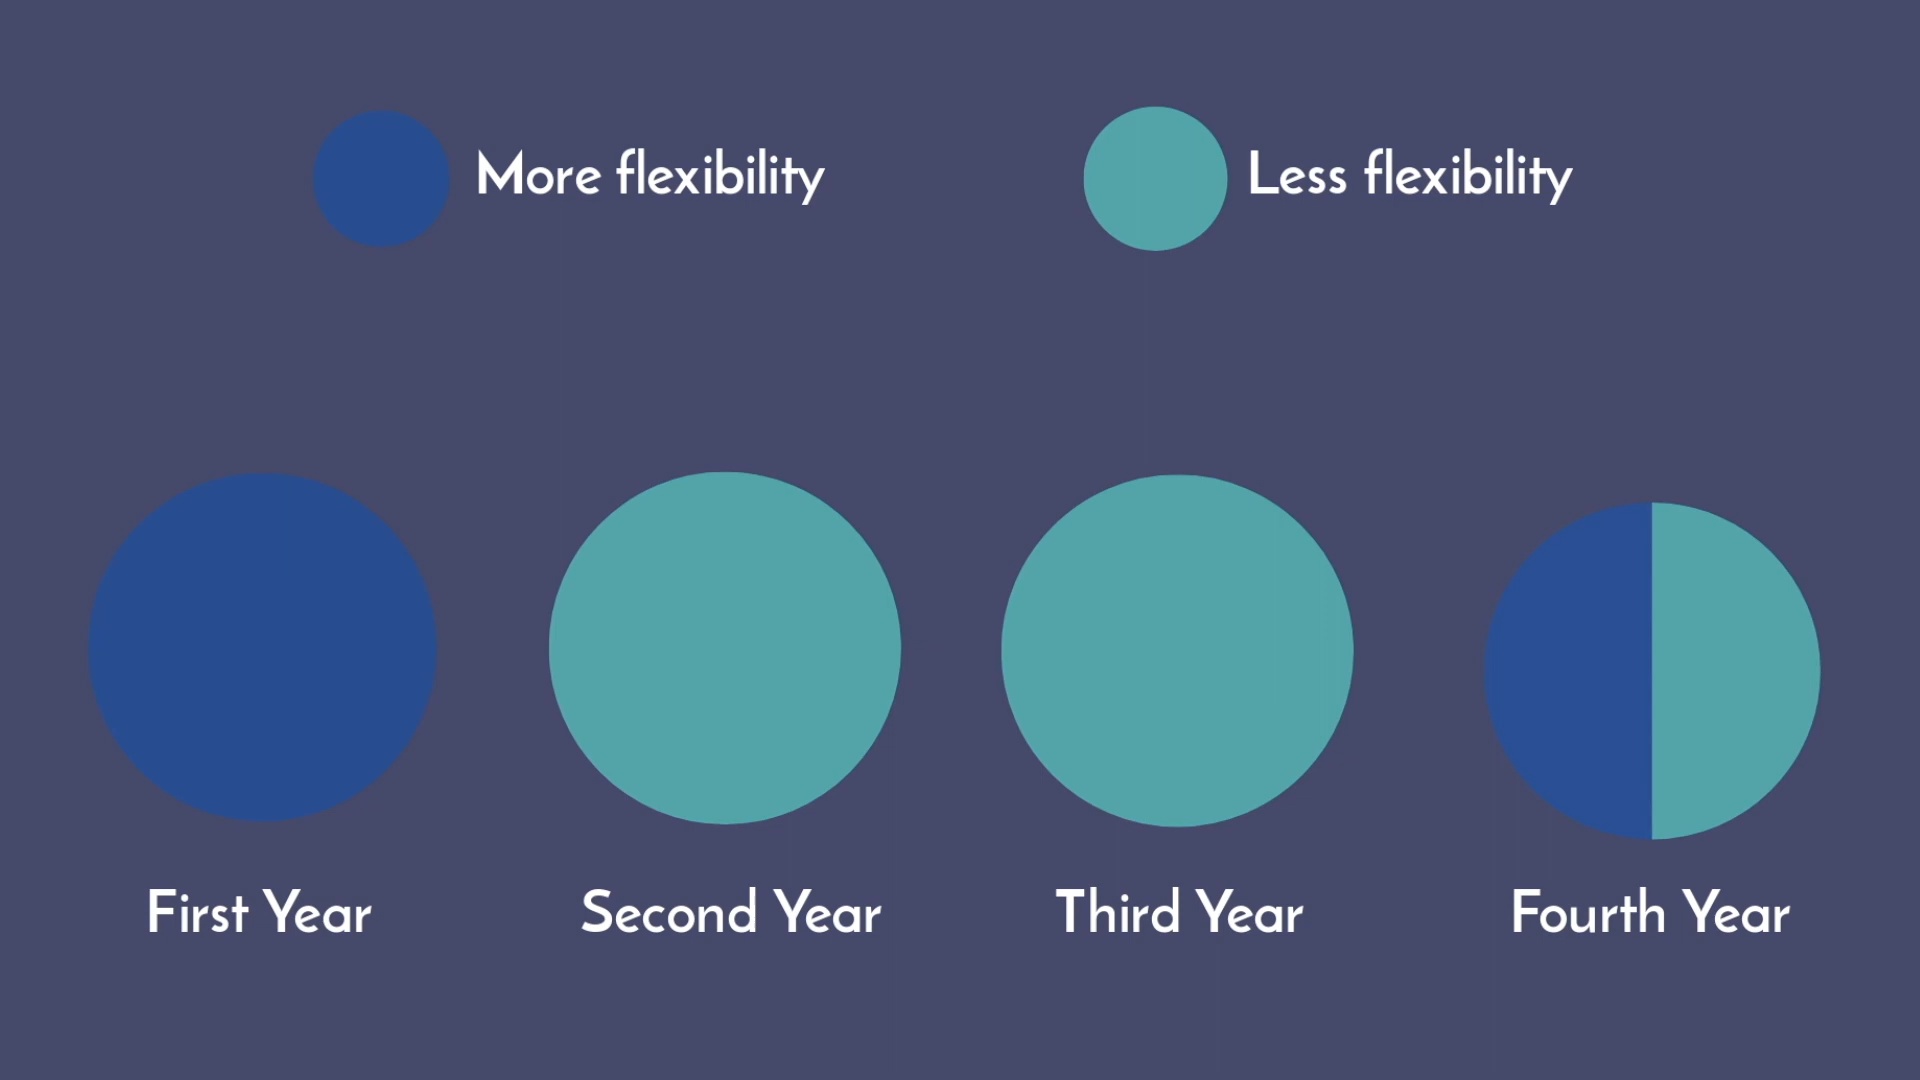 More flexibility
Less flexibility
First Year
Second Year
Third Year
Fourth Year